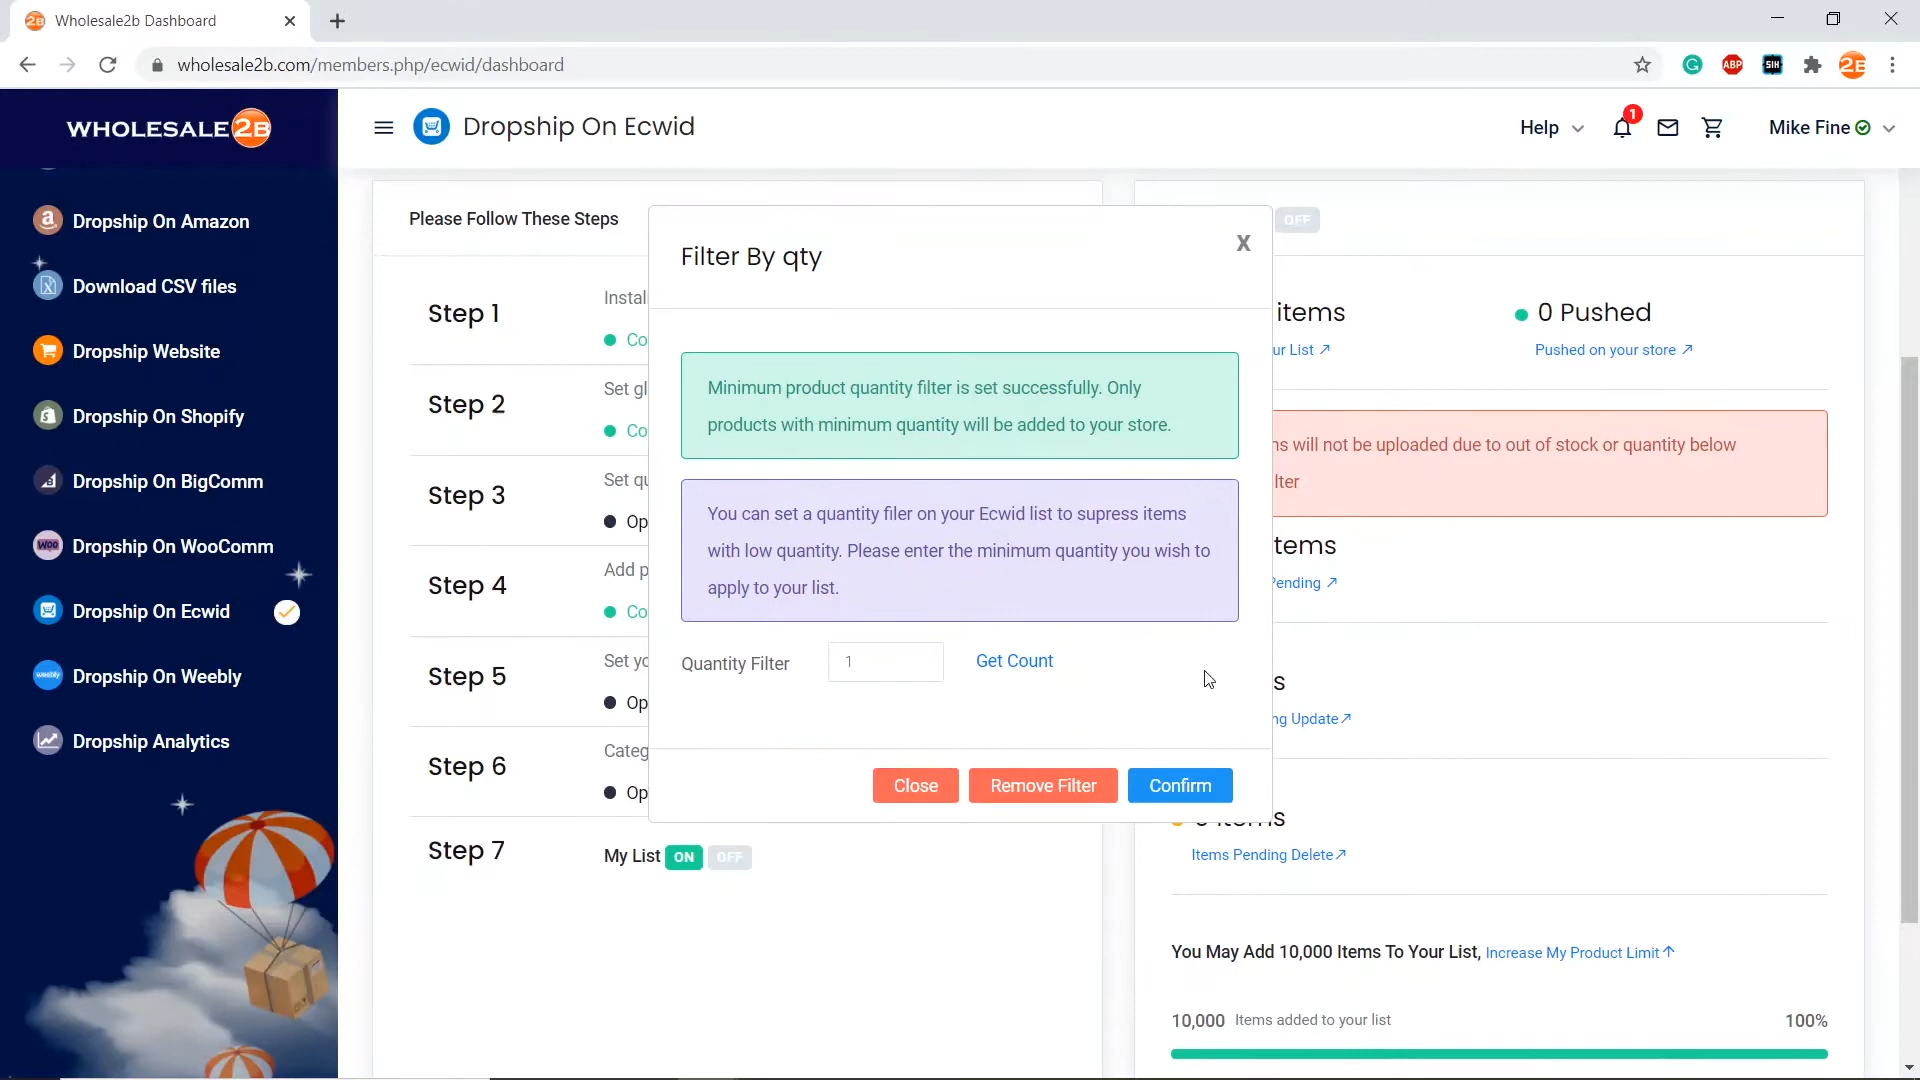 Wholesale2b Dashboard
wholesale2b.com/members.php/ecwid/dashboard
ABP
SIH
2B
WHOLESALE2B
Dropship On Ecwid
Help
1
Mike Fine
Dropship On Amazon
Download CSV files
Dropship Website
Dropship On Shopify
Dropship On BigComm
WOO
Dropship On WooComm
Dropship On Ecwid
weebly
Dropship On Weebly
Dropship Analytics
Please Follow These Steps
Step 1
Instal
Co
Step 2
Set gl
Co
Step 3
Set qu
Op
Step 4
Add p
Co
Step 5
Set yo
Op
Step 6
Categ
Op
Step 7
My List ON OFF
Filter By qty
X
Minimum product quantity filter is set successfully. Only
products with minimum quantity will be added to your store.
You can set a quantity filer on your Ecwid list to supress items
with low quantity. Please enter the minimum quantity you wish to
apply to your list.
Quantity Filter
1
Get Count
Close
Remove Filter
Confirm
OFF
items
ur List
0 Pushed
Pushed on your store
ns will not be uploaded due to out of stock or quantity below
lter
tems
Pending
s
ng Update
Items Pending Delete
You May Add 10,000 Items To Your List, Increase My Product Limit
10,000 Items added to your list
100%